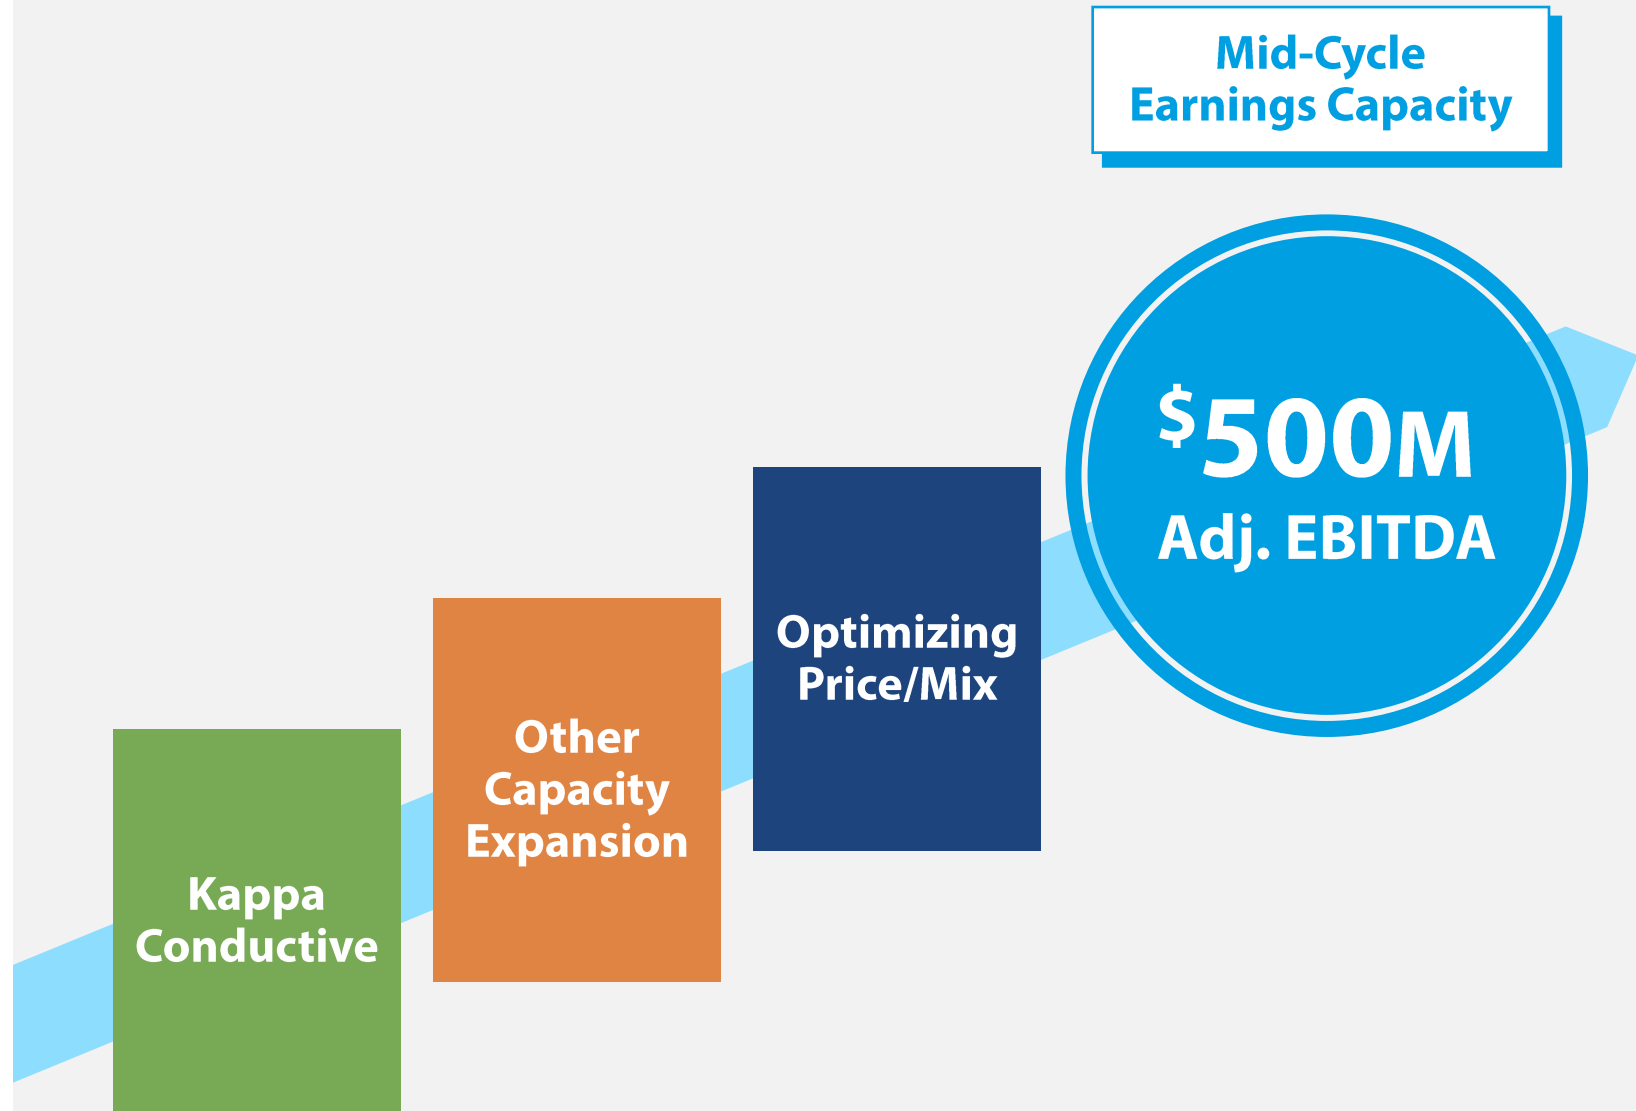 Mid-Cycle
Earnings Capacity
$500M
Adj. EBITDA
Optimizing
Price/Mix
Other
Capacity
Expansion
Kappa
Conductive